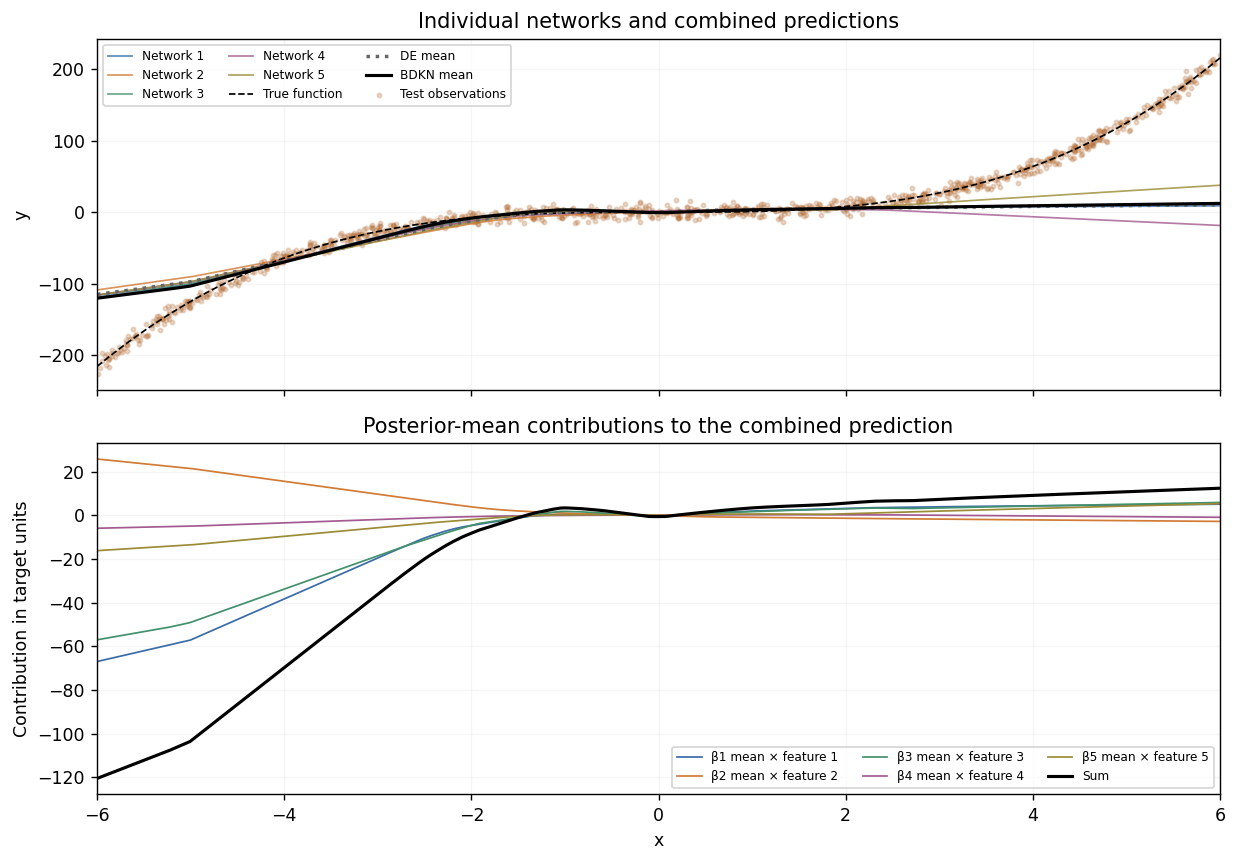 Individual networks and combined predictions
Network 1
Network 2
Network 3
Network 4
Network 5
True function
DE mean
BDKN mean
Test observations
200
100
0
−100
−200
y
Posterior-mean contributions to the combined prediction
20
0
−20
−40
−60
−80
−100
−120
Contribution in target units
β1 mean × feature 1
β2 mean × feature 2
β3 mean × feature 3
β4 mean × feature 4
β5 mean × feature 5
Sum
−6
−4
−2
0
2
4
6
x